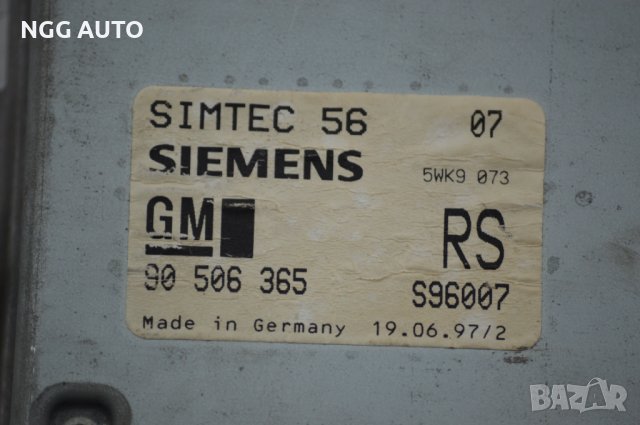 NGG AUTO
SIMTEC 56 07
SIEMENS 5WK9 073
GM RS
90 506 365 S96007
Made in Germany 19.06.97/2
BAZAR